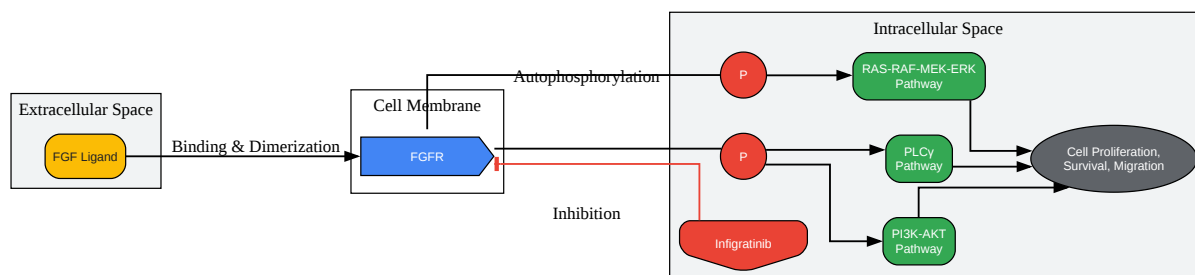 Intracellular Space
Autophosphorylation
P
RAS-RAF-MEK-ERK
Pathway
Extracellular Space
Cell Membrane
FGF Ligand
Binding & Dimerization
FGFR
P
PLCγ
Pathway
Cell Proliferation,
Survival, Migration
Inhibition
Infigratinib
PI3K-AKT
Pathway